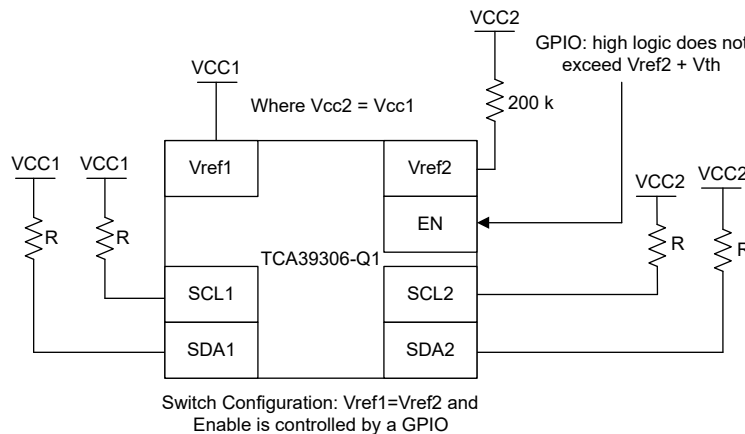 VCC2
GPIO: high logic does not
exceed Vref2 + Vth
VCC1
Where Vcc2 = Vcc1
200 k
VCC1
VCC1
Vref1
Vref2
VCC2
VCC2
EN
R
R
R
R
TCA39306-Q1
SCL1
SCL2
SDA1
SDA2
Switch Configuration: Vref1=Vref2 and
Enable is controlled by a GPIO